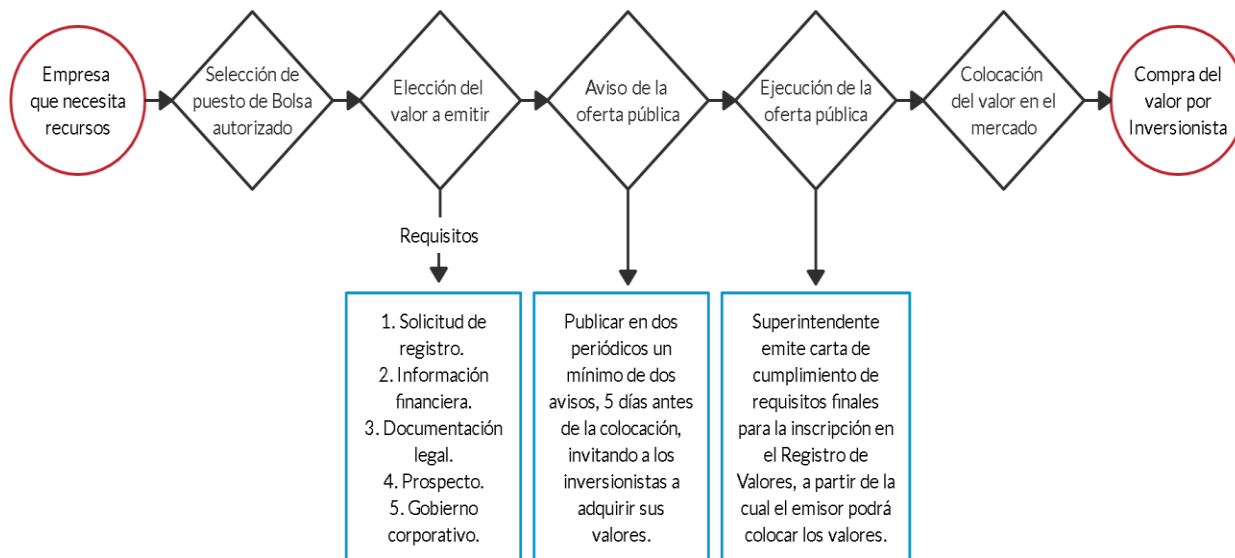 Empresa
que necesita
recursos
Selección de
puesto de Bolsa
autorizado
Elección del
valor a emitir
Aviso de la
oferta pública
Ejecución de la
oferta pública
Colocación
del valor en el
mercado
Compra del
valor por
Inversionista
Requisitos
1. Solicitud de
registro.
2. Información
financiera.
3. Documentación
legal.
4. Prospecto.
5. Gobierno
corporativo.
Publicar en dos
periódicos un
mínimo de dos
avisos, 5 días antes
de la colocación,
invitando a los
inversionistas a
adquirir sus
valores.
Superintendente
emite carta de
cumplimiento de
requisitos finales
para la inscripción en
el Registro de
Valores, a partir de la
cual el emisor podrá
colocar los valores.